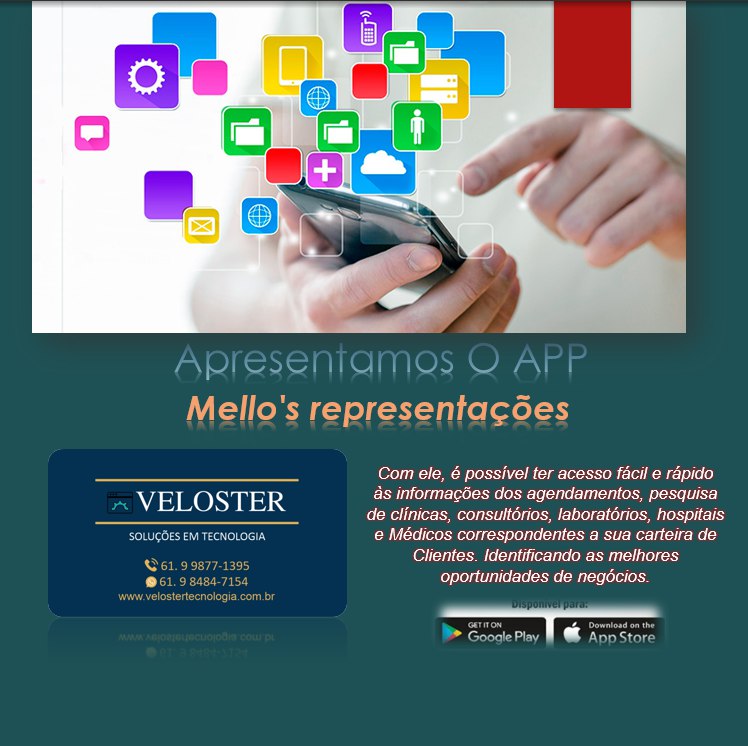 Apresentamos O APP
Mello's representações
VELOSTER
SOLUÇÕES EM TECNOLOGIA
61. 9 9877-1395
61. 9 8484-7154
www.velostertecnologia.com.br
Com ele, é possível ter acesso fácil e rápido
às informações dos agendamentos, pesquisa
de clínicas, consultórios, laboratórios, hospitais
e Médicos correspondentes a sua carteira de
Clientes. Identificando as melhores
oportunidades de negócios.
Disponível para:
GET IT ON
Google Play
Download on the
App Store